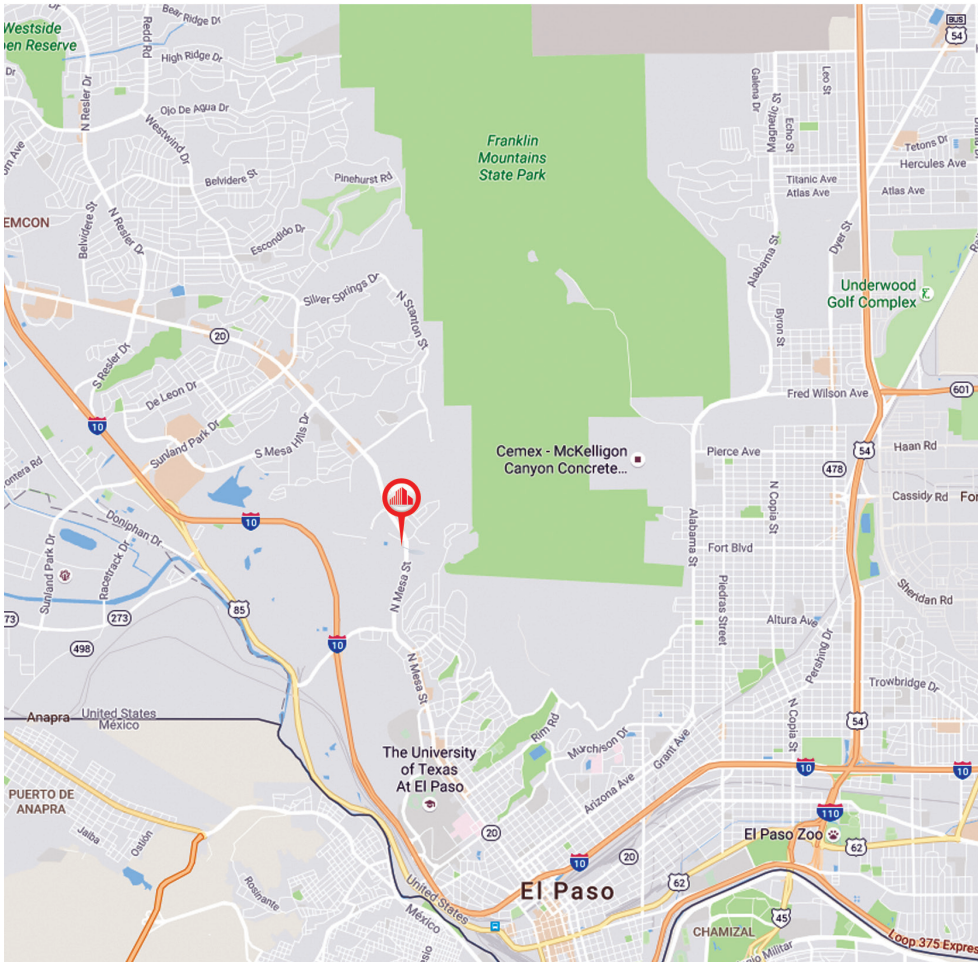 Bear Ridge Dr
Westside
en Reserve
Redd Rd
BUS
54
High Ridge Dr
Dr
N Resler Dr
Ojo De Agua Dr
Westwind Dr
Galena Dr
Magnetic St
Echo St
Leo St
Franklin
Mountains
State Park
Tetons Dr
Hercules Ave
Titanic Ave
Atlas Ave
Atlas Ave
Belvidere St
Pinehurst Rd
EMCON
Belvidere St
N Resler Dr
Escondido Dr
Alabama St
Dyer St
Silver Springs Dr
N Stanton St
Underwood
Golf Complex
Byron St
20
S Resler Dr
De Leon Dr
Fred Wilson Ave
601
10
Sunland Park Dr
S Mesa Hills Dr
Cemex - McKelligon
Canyon Concrete...
Pierce Ave
54
Haan Rd
478
Cassidy Rd
For
N Copia St
Alabama St
Doniphan Dr
10
Fort Blvd
Sunland Park Dr
Racetrack Dr
N Mesa St
Piedras Street
Sheridan Rd
85
273
273
498
10
Altura Ave
Pershing Dr
N Mesa St
Trowbridge Dr
Anapra
United States
México
Rim Rd
Murchison Dr
Grant Ave
N Copia St
54
The University
of Texas
At El Paso
10
10
Arizona Ave
PUERTO DE
ANAPRA
Jaiba
Ostión
110
20
El Paso Zoo
62
10
20
62
El Paso
Rosinante
United States
México
45
CHAMIZAL
Loop 375 Expres